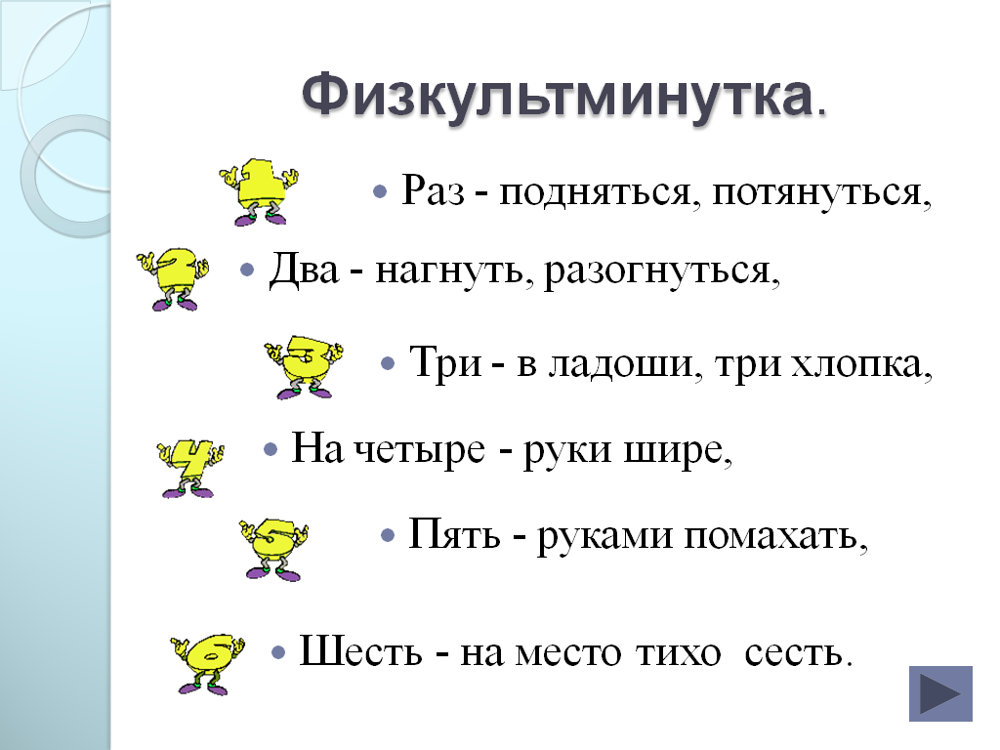 Физкультминутка.
1
• Раз - подняться, потянуться,
2
• Два - нагнуть, разогнуться,
3
• Три - в ладоши, три хлопка,
4
• На четыре - руки шире,
5
• Пять - руками помахать,
6
• Шесть - на место тихо сесть.